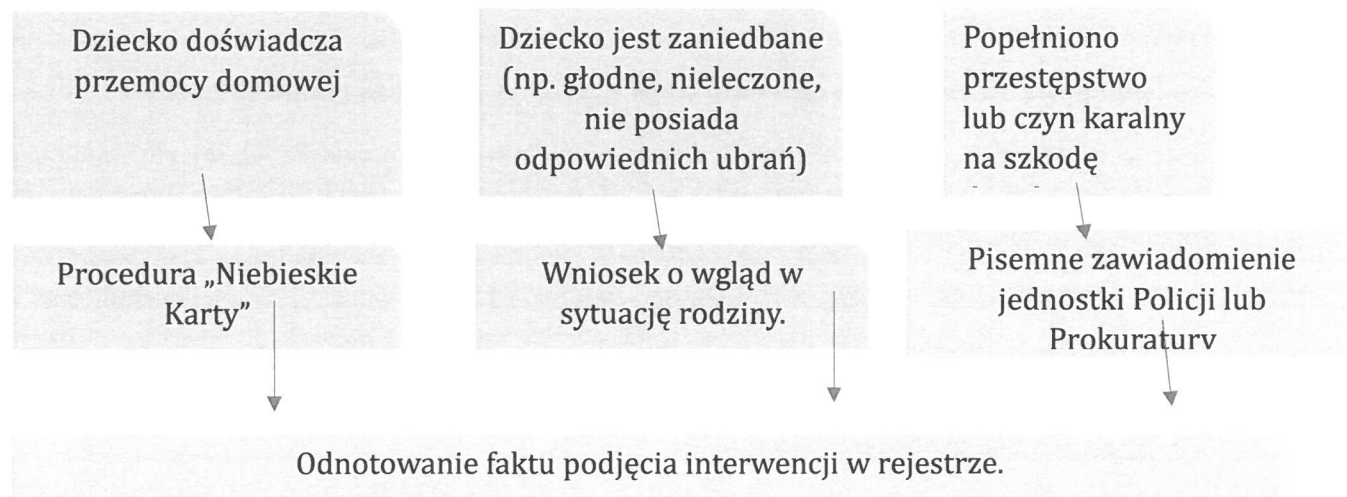 Dziecko doświadcza
przemocy domowej
Dziecko jest zaniedbane
(np. głodne, nieleczone,
nie posiada
odpowiednich ubrań)
Popełniono
przestępstwo
lub czyn karalny
na szkodę
Procedura „Niebieskie
Karty”
Wniosek o wgląd w
sytuację rodziny.
Pisemne zawiadomienie
jednostki Policji lub
Prokuratury
Odnotowanie faktu podjęcia interwencji w rejestrze.